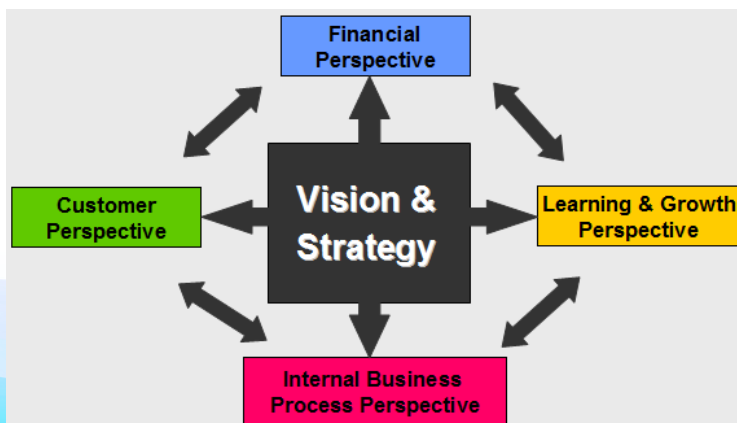 Financial
Perspective
Vision &
Strategy
Customer
Perspective
Learning & Growth
Perspective
Internal Business
Process Perspective